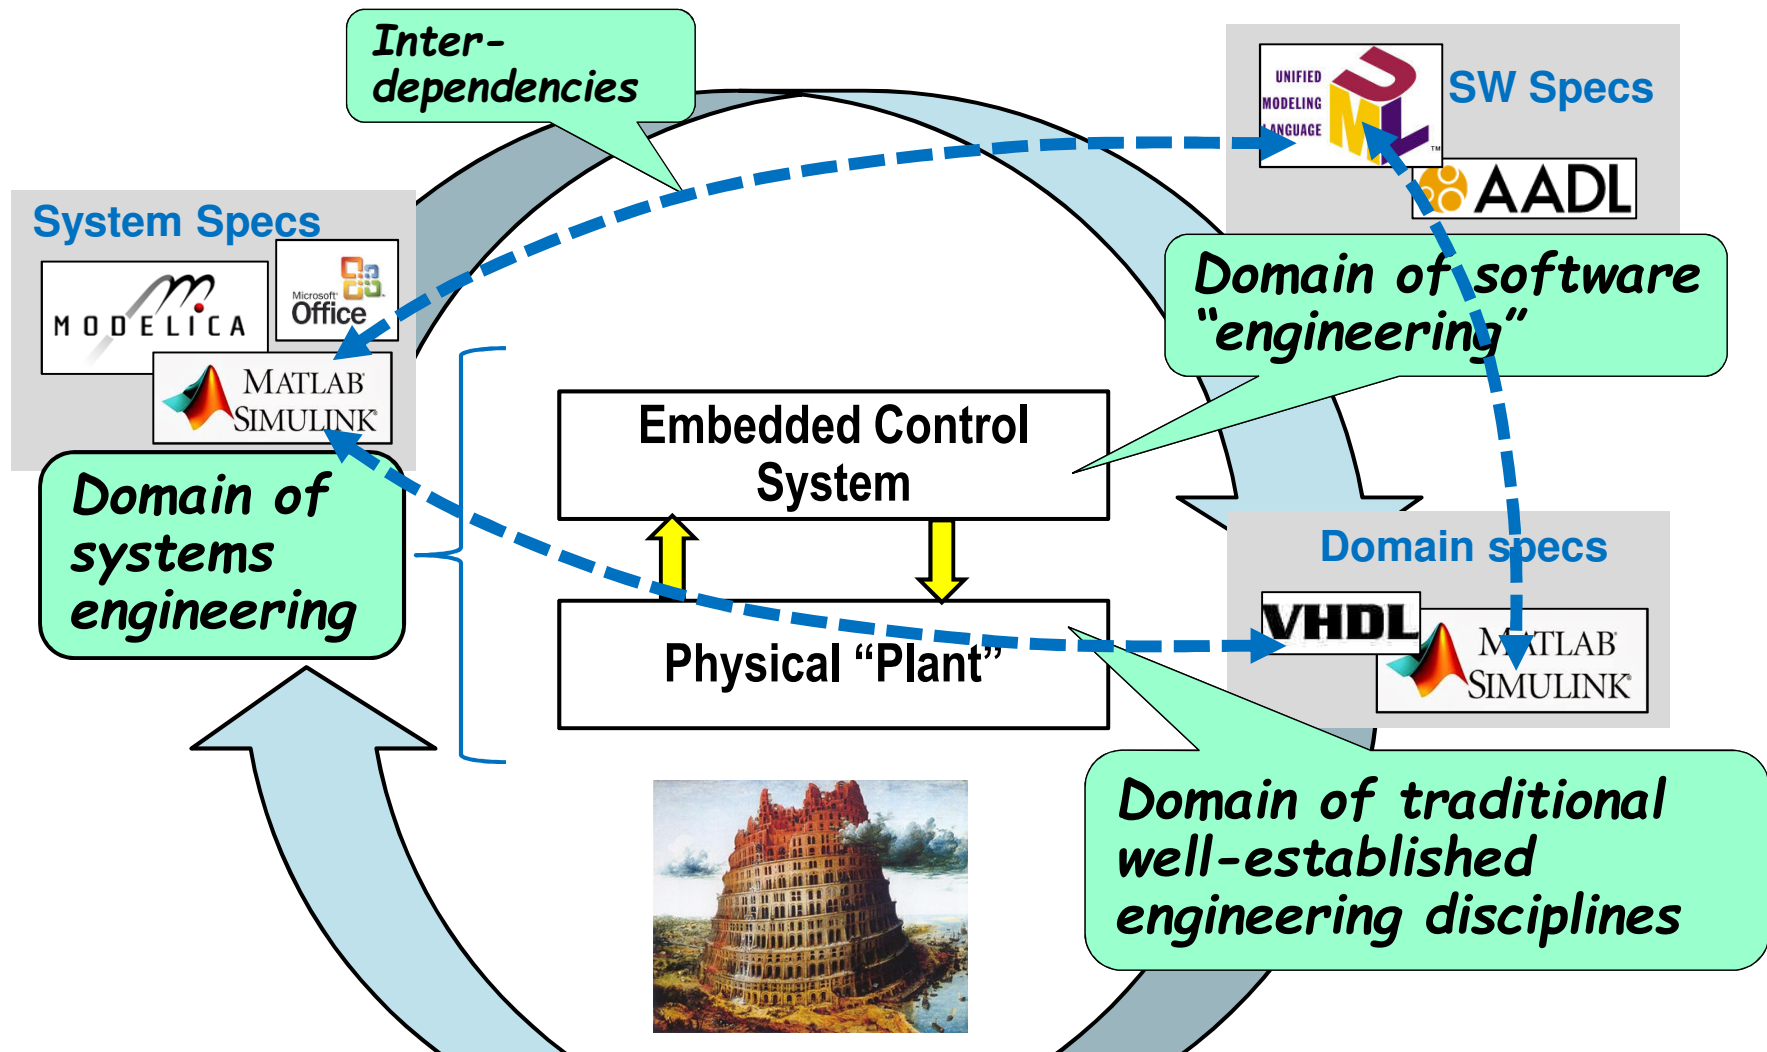 Inter-
dependencies
UNIFIED
MODELING
LANGUAGE
UML
TM
SW Specs
AADL
System Specs
MODELICA
Microsoft
Office
MATLAB
SIMULINK
Domain of software
“engineering”
Embedded Control
System
Domain of
systems
engineering
Domain specs
VHDL
MATLAB
SIMULINK
Physical “Plant”
Domain of traditional
well-established
engineering disciplines